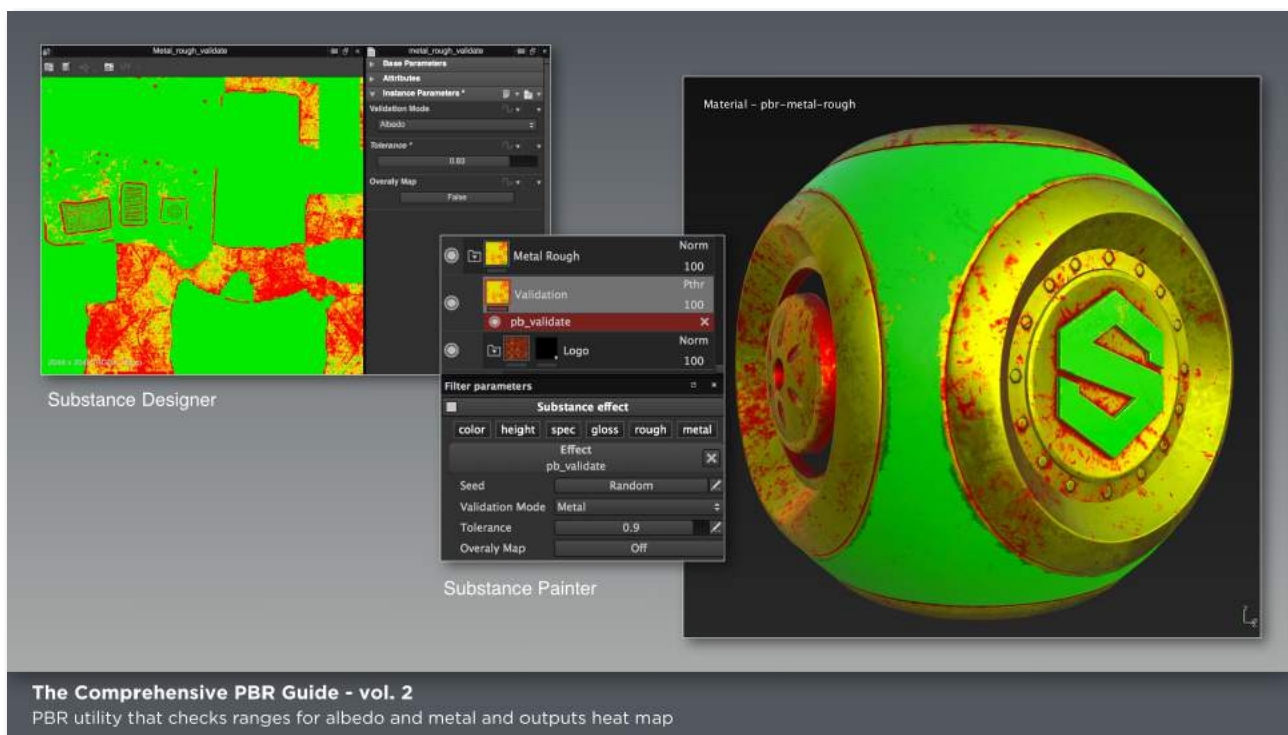 Metal_rough_validate
metal_rough_validate
Base Parameters
Attributes
Instance Parameters *
Validation Mode
Albedo
Tolerance *
0.83
Overaly Map
False
Substance Designer
Metal Rough
Norm
100
Validation
Pthr
100
pb_validate
Logo
Norm
100
Filter parameters
Substance effect
color height spec gloss rough metal
Effect
pb_validate
Seed Random
Validation Mode Metal
Tolerance 0.9
Overaly Map Off
Substance Painter
Material - pbr-metal-rough
The Comprehensive PBR Guide - vol. 2
PBR utility that checks ranges for albedo and metal and outputs heat map